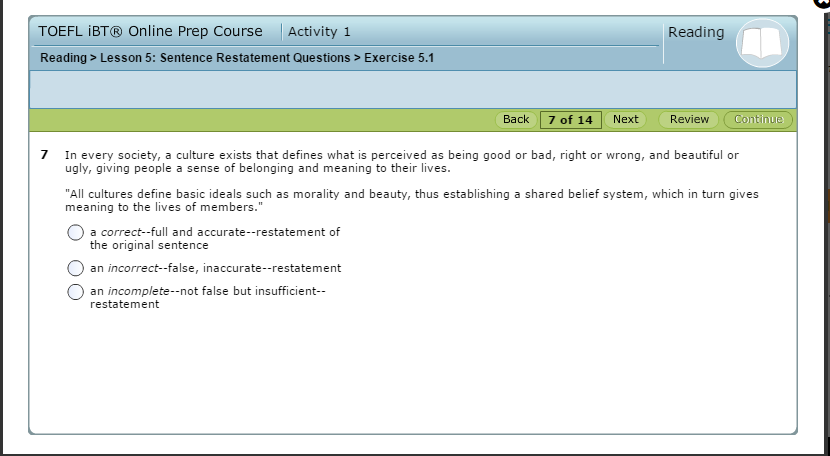 TOEFL iBT® Online Prep Course Activity 1 Reading
Reading > Lesson 5: Sentence Restatement Questions > Exercise 5.1
Back 7 of 14 Next Review Continue
7 In every society, a culture exists that defines what is perceived as being good or bad, right or wrong, and beautiful or
ugly, giving people a sense of belonging and meaning to their lives.
"All cultures define basic ideals such as morality and beauty, thus establishing a shared belief system, which in turn gives
meaning to the lives of members."
a correct--full and accurate--restatement of
the original sentence
an incorrect--false, inaccurate--restatement
an incomplete--not false but insufficient--
restatement